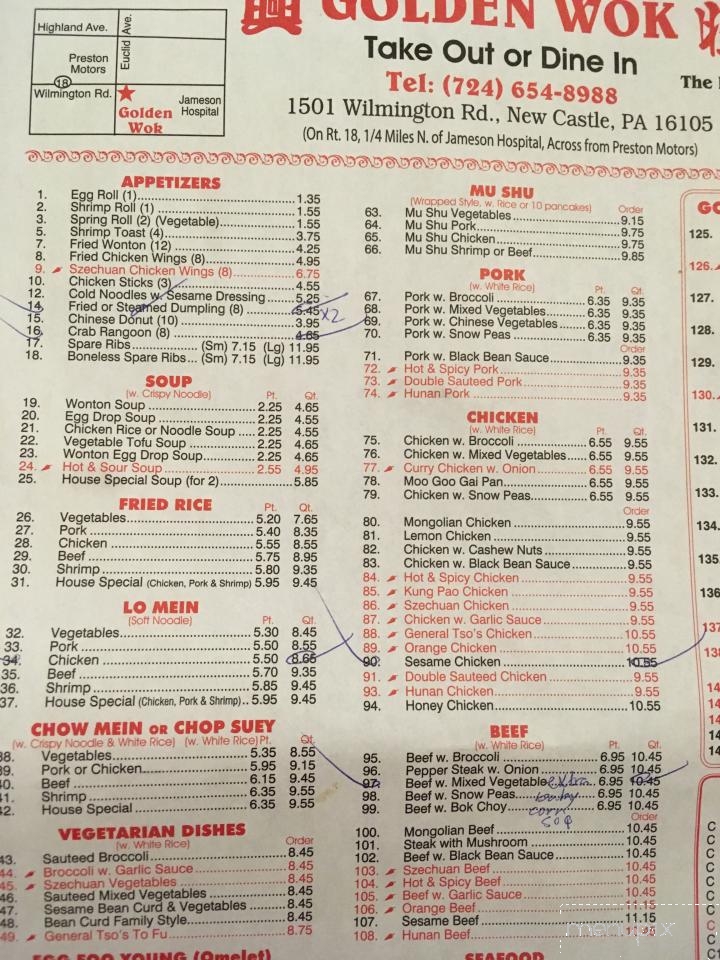 Highland Ave.
Euclid Ave.
Preston
Motors
18
Wilmington Rd.
Golden
Wok
Jameson
Hospital
GOLDEN WOK
Take Out or Dine In
The
Tel: (724) 654-8988
1501 Wilmington Rd., New Castle, PA 16105
(On Rt. 18, 1/4 Miles N. of Jameson Hospital, Across from Preston Motors)
APPETIZERS
1. Egg Roll (1) 1.35
2. Shrimp Roll (1) 1.55
3. Spring Roll (2) (Vegetable) 1.55
5. Shrimp Toast (4) 3.75
7. Fried Wonton (12) 4.25
8. Fried Chicken Wings (8) 4.95
9. Szechuan Chicken Wings (8) 6.75
10. Chicken Sticks (3) 4.55
12. Cold Noodles w. Sesame Dressing 5.25
14. Fried or Steamed Dumpling (8) 5.45 x2
15. Chinese Donut (10) 3.95
16. Crab Rangoon (8) 4.65
17. Spare Ribs (Sm) 7.15 (Lg) 11.95
18. Boneless Spare Ribs... (Sm) 7.15 (Lg) 11.95
SOUP
(w. Crispy Noodle) Pt. Qt.
19. Wonton Soup 2.25 4.65
20. Egg Drop Soup 2.25 4.55
21. Chicken Rice or Noodle Soup 2.25 4.55
22. Vegetable Tofu Soup 2.25 4.65
23. Wonton Egg Drop Soup 2.25 4.65
24. Hot & Sour Soup 2.55 4.95
25. House Special Soup (for 2) 5.85
FRIED RICE
Pt. Qt.
26. Vegetables 5.20 7.65
27. Pork 5.40 8.35
28. Chicken 5.55 8.55
29. Beef 5.75 8.95
30. Shrimp 5.80 9.35
31. House Special (Chicken, Pork & Shrimp) 5.95 9.45
LO MEIN
(Soft Noodle) Pt. Qt.
32. Vegetables 5.30 8.45
33. Pork 5.50 8.55
34. Chicken 5.50 8.65
35. Beef 5.70 9.35
36. Shrimp 5.85 9.45
37. House Special (Chicken, Pork & Shrimp) 5.95 9.45
CHOW MEIN OR CHOP SUEY
(w. Crispy Noodle & White Rice) (w. White Rice) Pt. Qt.
38. Vegetables 5.35 8.55
39. Pork or Chicken 5.95 9.15
40. Beef 6.15 9.45
41. Shrimp 6.35 9.55
42. House Special 6.35 9.55
VEGETARIAN DISHES
(w. White Rice) Order
43. Sauteed Broccoli 8.45
44. Broccoli w. Garlic Sauce 8.45
45. Szechuan Vegetables 8.45
46. Sauteed Mixed Vegetables 8.45
47. Sesame Bean Curd & Vegetables 8.45
48. Bean Curd Family Style 8.45
49. General Tso's To Fu 8.75
EGG FOO YOUNG (Omelet)
MU SHU
(Wrapped Style, w. Rice or 10 pancakes) Order
63. Mu Shu Vegetables 9.15
64. Mu Shu Pork 9.75
65. Mu Shu Chicken 9.75
66. Mu Shu Shrimp or Beef 9.85
PORK
(w. White Rice) Pt. Qt.
67. Pork w. Broccoli 6.35 9.35
68. Pork w. Mixed Vegetables 6.35 9.35
69. Pork w. Chinese Vegetables 6.35 9.35
70. Pork w. Snow Peas 6.35 9.35
Order
71. Pork w. Black Bean Sauce 9.35
72. Hot & Spicy Pork 9.35
73. Double Sauteed Pork 9.35
74. Hunan Pork 9.35
CHICKEN
(w. White Rice) Pt. Qt.
75. Chicken w. Broccoli 6.55 9.55
76. Chicken w. Mixed Vegetables 6.55 9.55
77. Curry Chicken w. Onion 6.55 9.55
78. Moo Goo Gai Pan 6.55 9.55
79. Chicken w. Snow Peas 6.55 9.55
Order
80. Mongolian Chicken 9.55
81. Lemon Chicken 9.55
82. Chicken w. Cashew Nuts 9.55
83. Chicken w. Black Bean Sauce 9.55
84. Hot & Spicy Chicken 9.55
85. Kung Pao Chicken 9.55
86. Szechuan Chicken 9.55
87. Chicken w. Garlic Sauce 9.55
88. General Tso's Chicken 10.55
89. Orange Chicken 10.55
90. Sesame Chicken 10.55
91. Double Sauteed Chicken 9.55
93. Hunan Chicken 9.55
94. Honey Chicken 10.55
BEEF
(w. White Rice) Pt. Qt.
95. Beef w. Broccoli 6.95 10.45
96. Pepper Steak w. Onion 6.95 10.45
97. Beef w. Mixed Vegetable extra 6.95 10.45
98. Beef w. Snow Peas baby 6.95 10.45
99. Beef w. Bok Choy corn 6.95 10.45
50¢ Order
100. Mongolian Beef 10.45
101. Steak with Mushroom 10.45
102. Beef w. Black Bean Sauce 10.45
103. Szechuan Beef 10.45
104. Hot & Spicy Beef 10.45
105. Beef w. Garlic Sauce 10.45
106. Orange Beef 11.15
107. Sesame Beef 11.15
108. Hunan Beef
SEAFOOD
125.
126.
127.
128.
129.
130.
131.
132.
133.
134.
135.
136
137
138
menupix